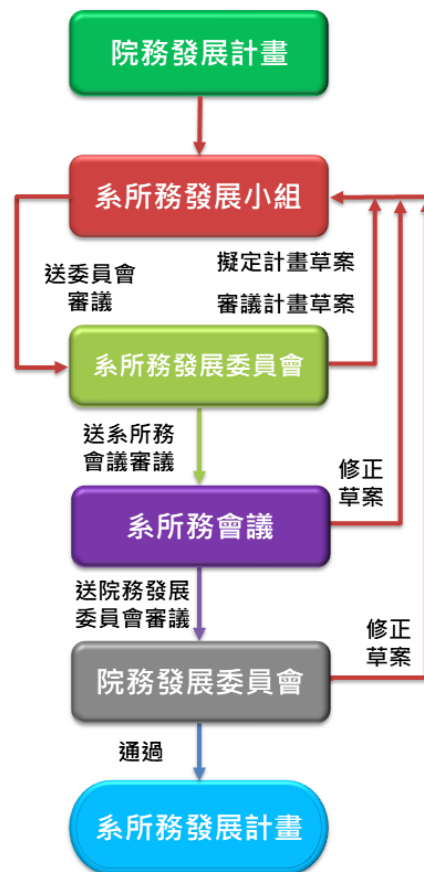 院務發展計畫
系所務發展小組
送委員會
審議
擬定計畫草案
審議計畫草案
系所務發展委員會
送系所務
會議審議
修正
草案
系所務會議
送院務發展
委員會審議
修正
草案
院務發展委員會
通過
系所務發展計畫